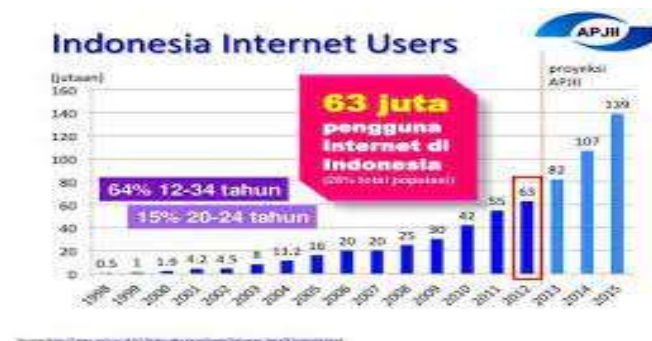 Indonesia Internet Users
APJII
(jutaan)
proyeksi
APJII
63 juta
pengguna
internet di
Indonesia
64% 12-34 tahun
15% 20-24 tahun
160
140
120
100
80
60
40
20
0
0.5 1 1.9 4.2 4.5 8 11.2 16 20 20 25 30 42 55 63 82 107 139
1998 1999 2000 2001 2002 2003 2004 2005 2006 2007 2008 2009 2010 2011 2012 2013 2014 2015